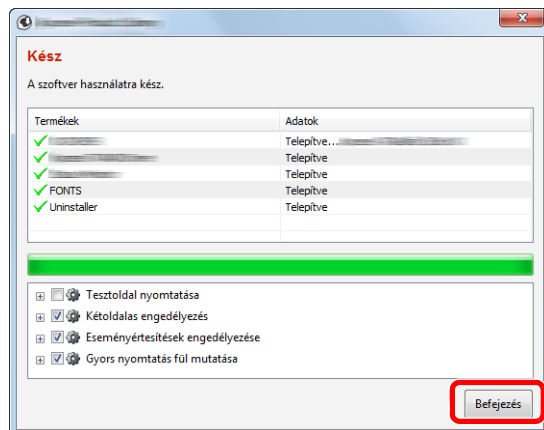 Kész
A szoftver használatra kész.
Termékek Adatok
Telepítve...
Telepítve
Telepítve
FONTS Telepítve
Uninstaller Telepítve
Tesztoldal nyomtatása
Kétoldalas engedélyezés
Eseményértesítések engedélyezése
Gyors nyomtatás fül mutatása
Befejezés